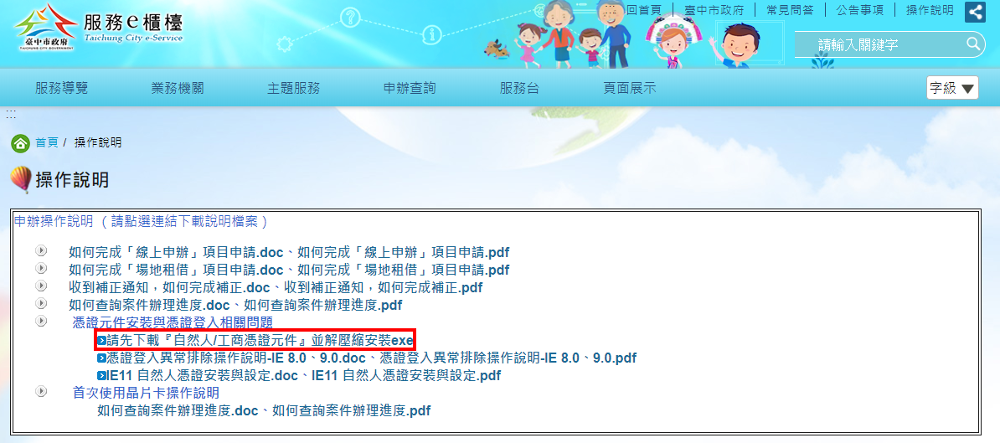 回首頁 | 臺中市政府 | 常見問答 | 公告事項 | 操作說明
臺中市政府
TAICHUNG CITY GOVERNMENT
服務e櫃檯
Taichung City e-Service
請輸入關鍵字
服務導覽 業務機關 主題服務 申辦查詢 服務台 頁面展示 字級 ▼
:::
首頁 / 操作說明
操作說明
申辦操作說明 (請點選連結下載說明檔案)
如何完成「線上申辦」項目申請.doc、如何完成「線上申辦」項目申請.pdf
如何完成「場地租借」項目申請.doc、如何完成「場地租借」項目申請.pdf
收到補正通知，如何完成補正.doc、收到補正通知，如何完成補正.pdf
如何查詢案件辦理進度.doc、如何查詢案件辦理進度.pdf
憑證元件安裝與憑證登入相關問題
請先下載『自然人/工商憑證元件』並解壓縮安裝exe
憑證登入異常排除操作說明-IE 8.0、9.0.doc、憑證登入異常排除操作說明-IE 8.0、9.0.pdf
IE11 自然人憑證安裝與設定.doc、IE11 自然人憑證安裝與設定.pdf
首次使用晶片卡操作說明
如何查詢案件辦理進度.doc、如何查詢案件辦理進度.pdf